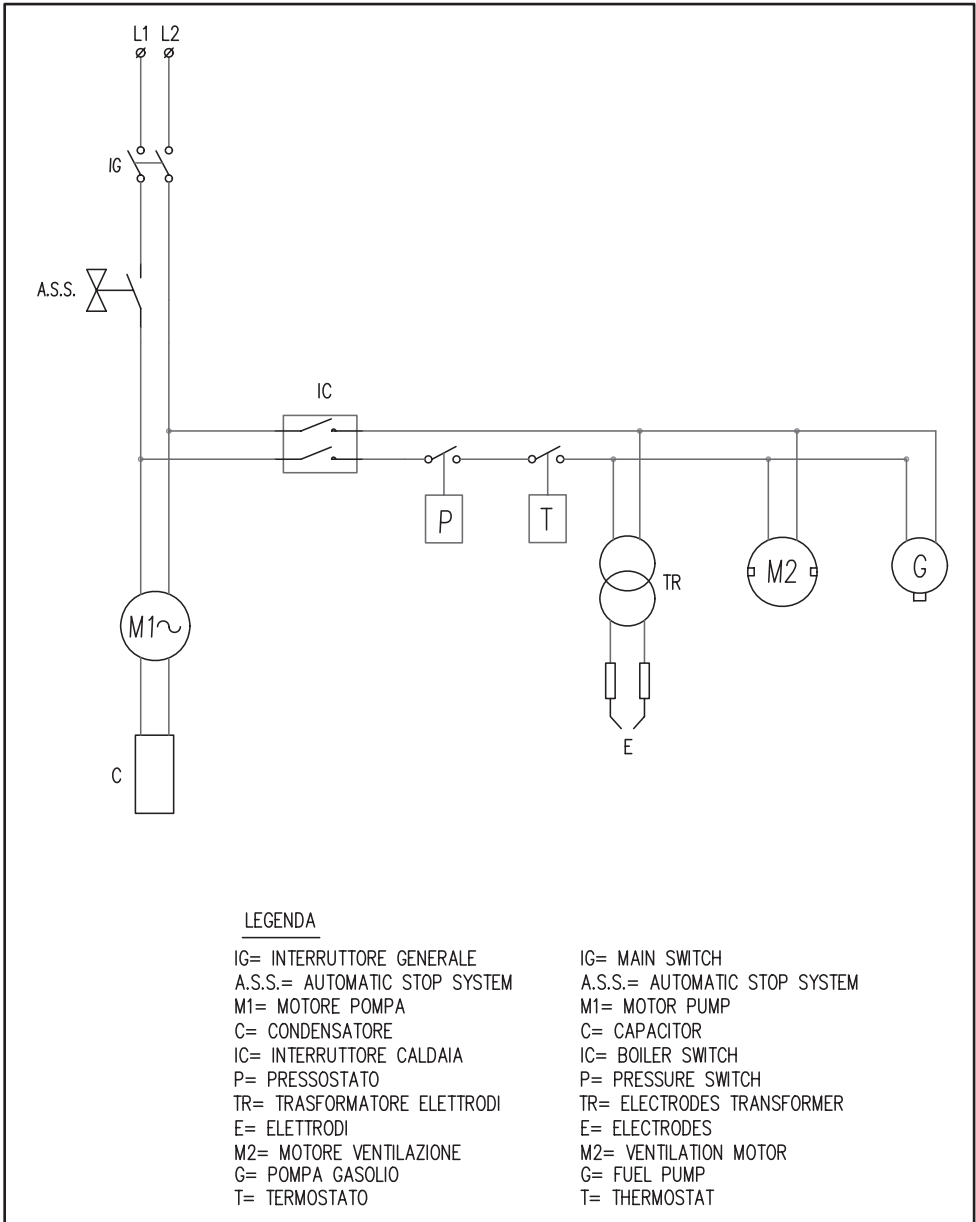 L1 L2
IG
A.S.S.
IC
P
T
TR
M2
G
M1~
E
C
LEGENDA
IG= INTERRUTTORE GENERALE
A.S.S.= AUTOMATIC STOP SYSTEM
M1= MOTORE POMPA
C= CONDENSATORE
IC= INTERRUTTORE CALDAIA
P= PRESSOSTATO
TR= TRASFORMATORE ELETTRODI
E= ELETTRODI
M2= MOTORE VENTILAZIONE
G= POMPA GASOLIO
T= TERMOSTATO
IG= MAIN SWITCH
A.S.S.= AUTOMATIC STOP SYSTEM
M1= MOTOR PUMP
C= CAPACITOR
IC= BOILER SWITCH
P= PRESSURE SWITCH
TR= ELECTRODES TRANSFORMER
E= ELECTRODES
M2= VENTILATION MOTOR
G= FUEL PUMP
T= THERMOSTAT